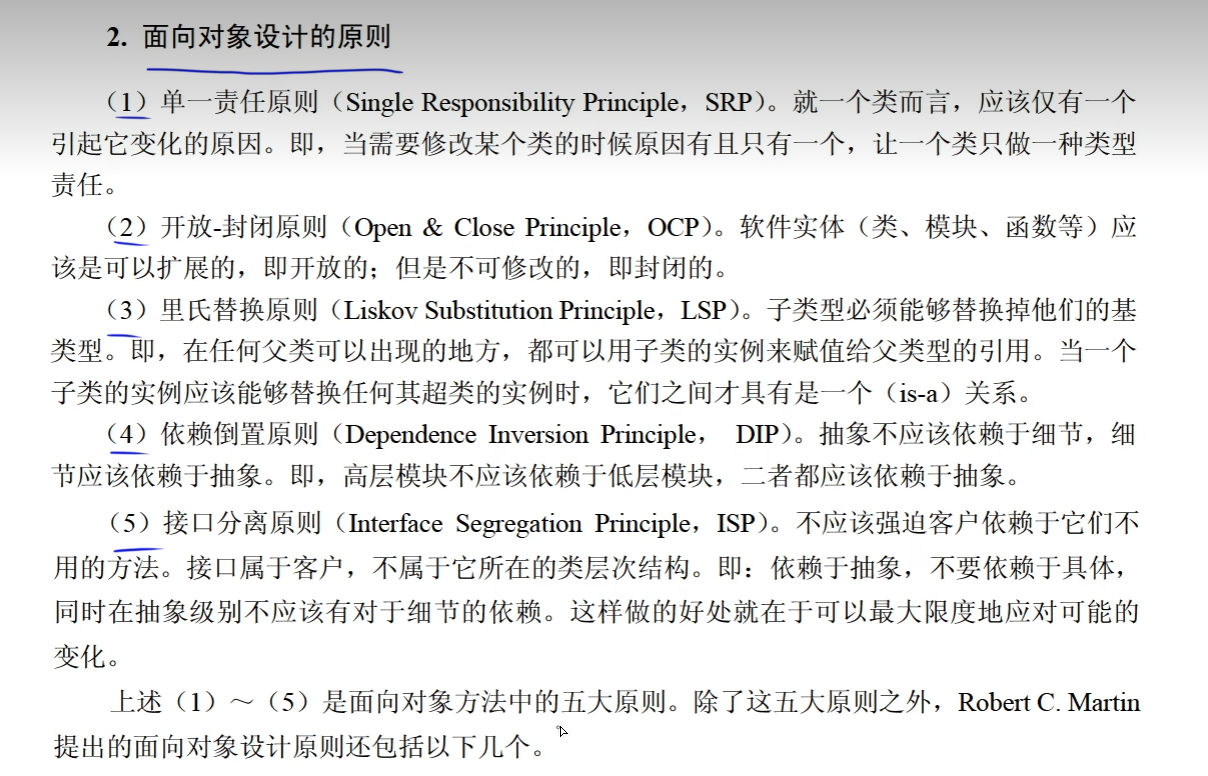 2. 面向对象设计的原则
（1）单一责任原则（Single Responsibility Principle，SRP）。就一个类而言，应该仅有一个
引起它变化的原因。即，当需要修改某个类的时候原因有且只有一个，让一个类只做一种类型
责任。
（2）开放-封闭原则（Open & Close Principle，OCP）。软件实体（类、模块、函数等）应
该是可以扩展的，即开放的；但是不可修改的，即封闭的。
（3）里氏替换原则（Liskov Substitution Principle，LSP）。子类型必须能够替换掉他们的基
类型。即，在任何父类可以出现的地方，都可以用子类的实例来赋值给父类型的引用。当一个
子类的实例应该能够替换任何其超类的实例时，它们之间才具有是一个（is-a）关系。
（4）依赖倒置原则（Dependence Inversion Principle， DIP）。抽象不应该依赖于细节，细
节应该依赖于抽象。即，高层模块不应该依赖于低层模块，二者都应该依赖于抽象。
（5）接口分离原则（Interface Segregation Principle，ISP）。不应该强迫客户依赖于它们不
用的方法。接口属于客户，不属于它所在的类层次结构。即：依赖于抽象，不要依赖于具体，
同时在抽象级别不应该有对于细节的依赖。这样做的好处就在于可以最大限度地应对可能的
变化。
上述（1）～（5）是面向对象方法中的五大原则。除了这五大原则之外，Robert C. Martin
提出的面向对象设计原则还包括以下几个。